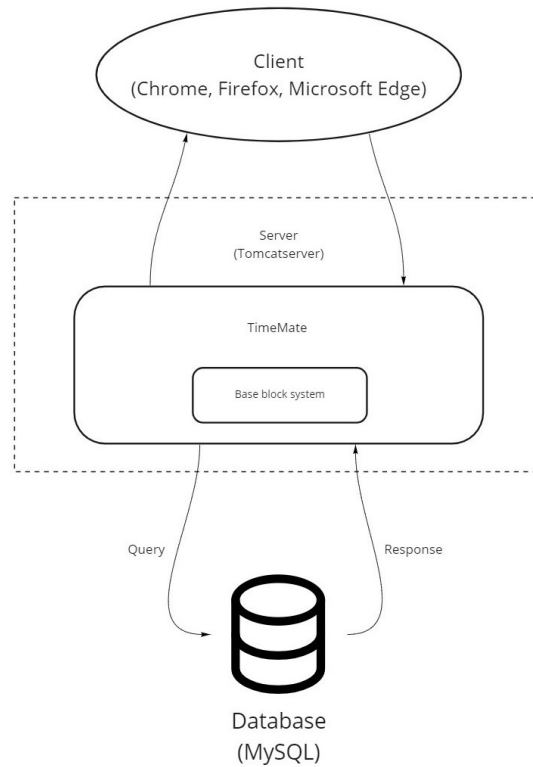 Client
(Chrome, Firefox, Microsoft Edge)
Server
(Tomcatserver)
TimeMate
Base block system
Query
Response
Database
(MySQL)